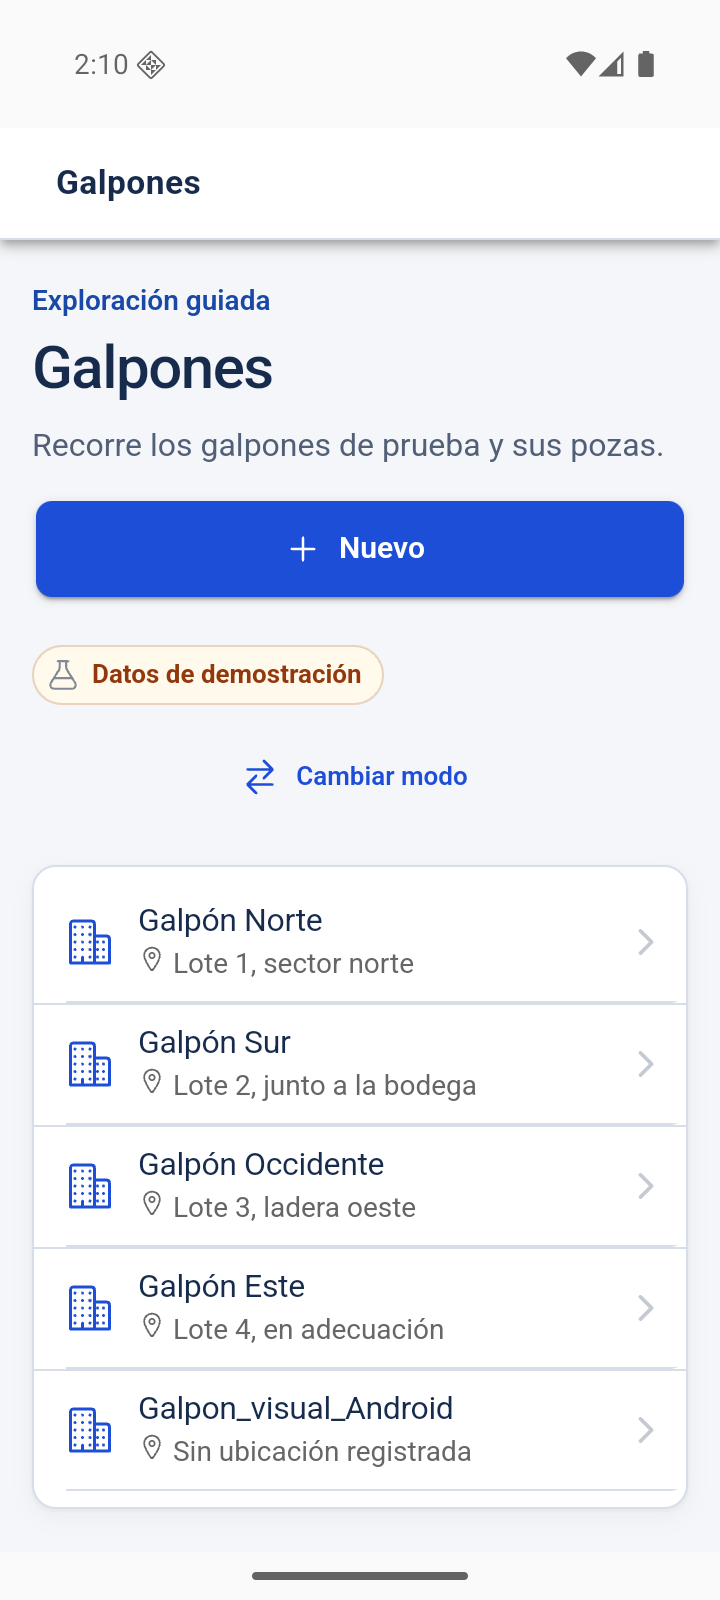 2:10
Galpones
Exploración guiada
Galpones
Recorre los galpones de prueba y sus pozas.
Nuevo
Datos de demostración
Cambiar modo
Galpón Norte
Lote 1, sector norte
Galpón Sur
Lote 2, junto a la bodega
Galpón Occidente
Lote 3, ladera oeste
Galpón Este
Lote 4, en adecuación
Galpon_visual_Android
Sin ubicación registrada